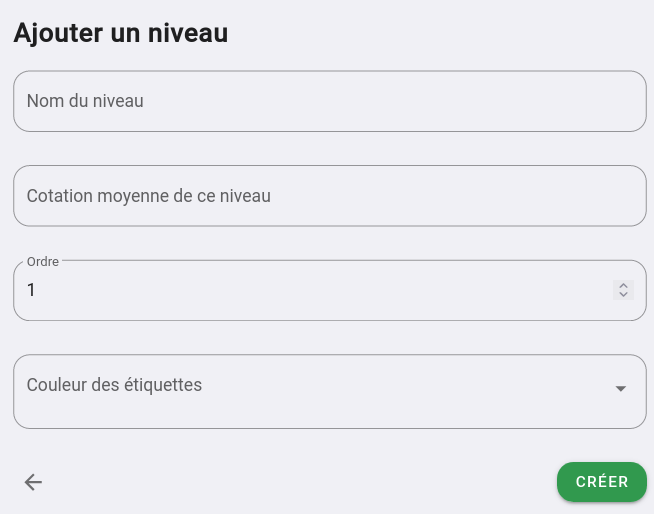 Ajouter un niveau
Nom du niveau
Cotation moyenne de ce niveau
Ordre
1
Couleur des étiquettes
CRÉER